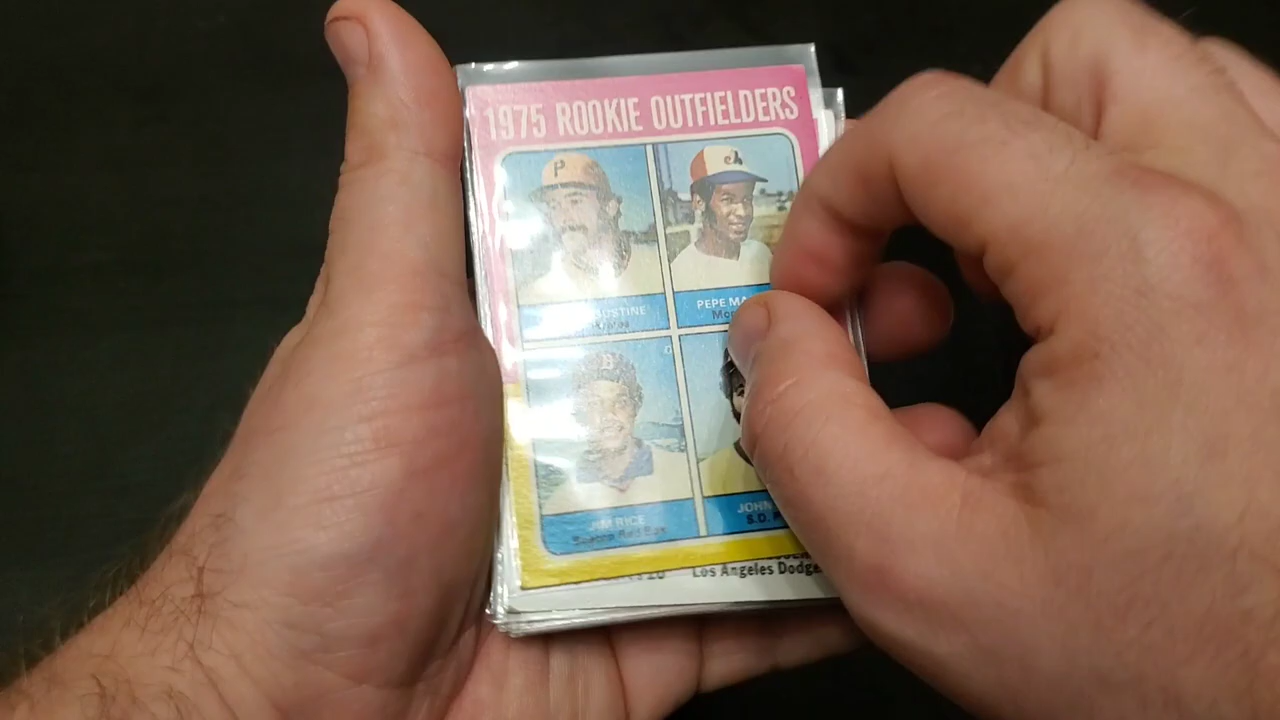 1975 ROOKIE OUTFIELDERS
P
PEPE MA
JIM RICE
Boston Red Sox
B
JOHN
S.D. P
Los Angeles Dodge